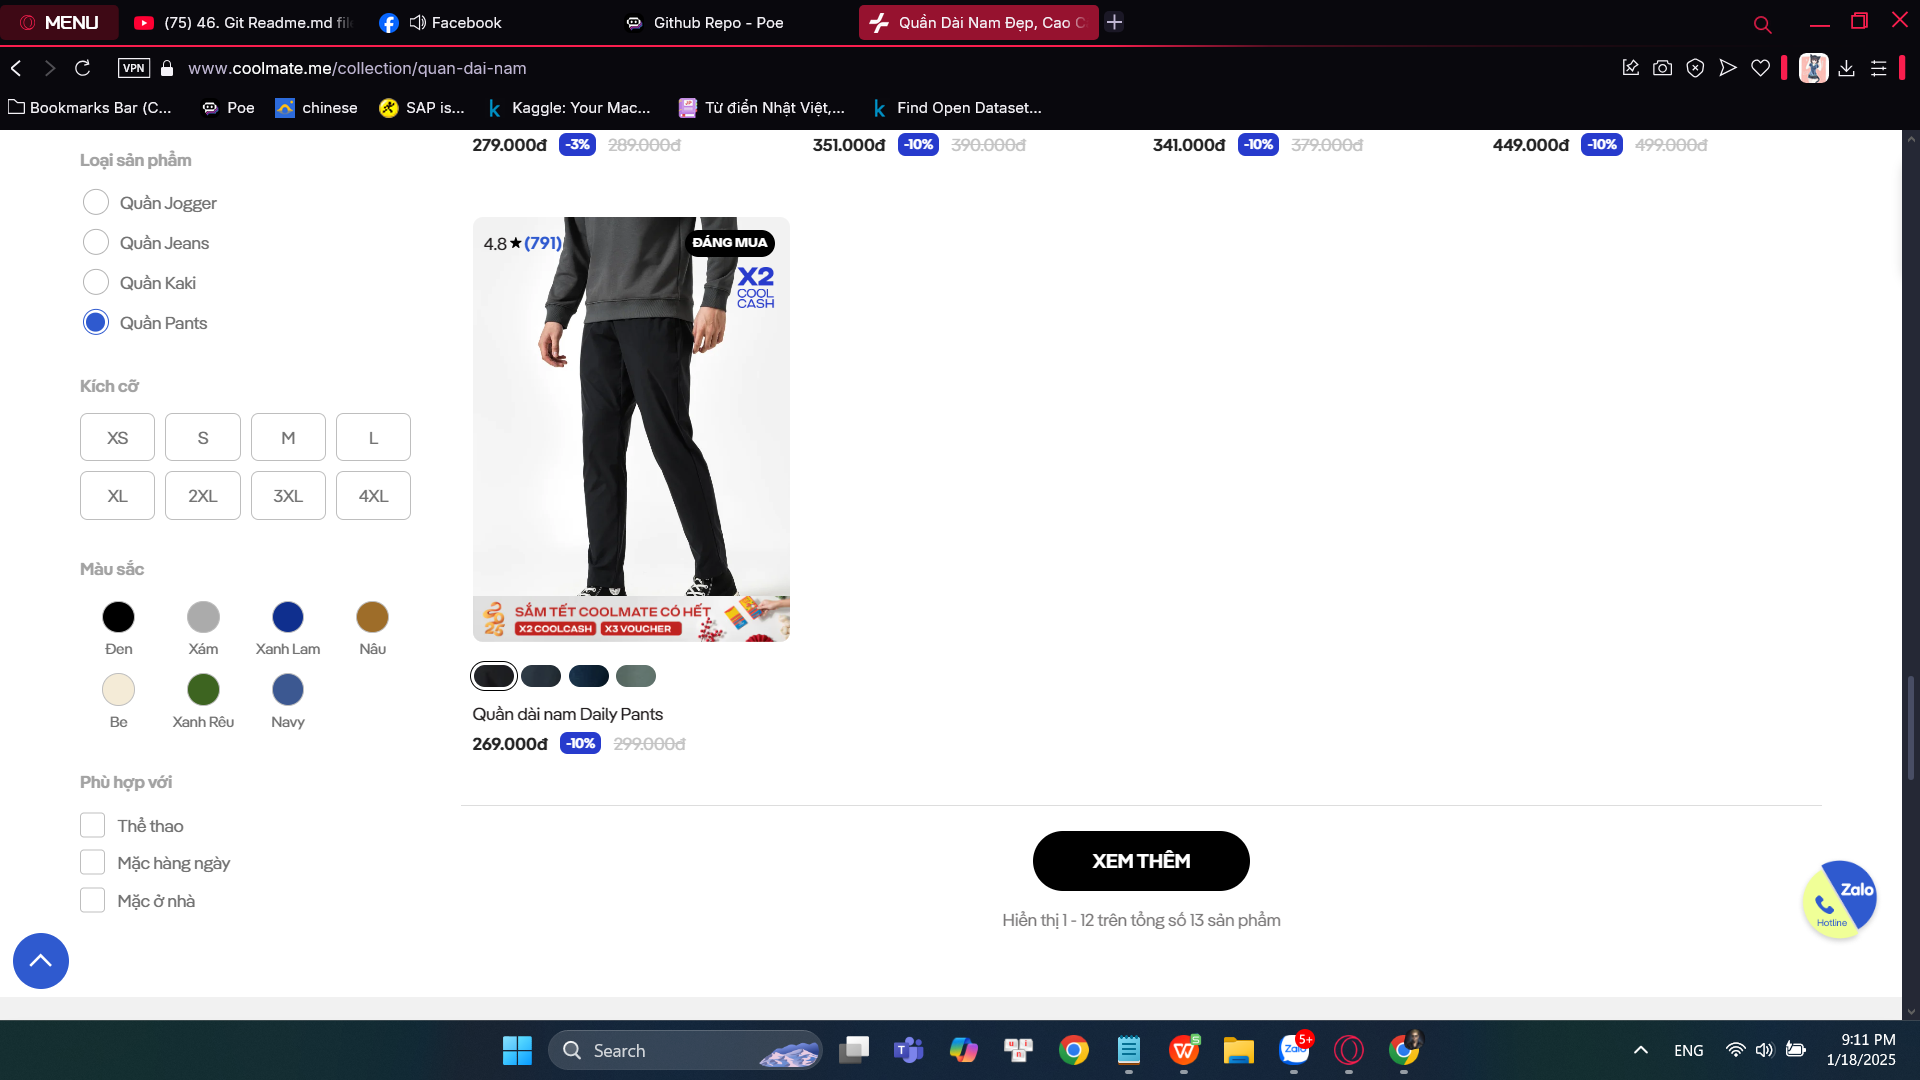 MENU
(75) 46. Git Readme.md fil
Facebook
Github Repo - Poe
Quần Dài Nam Đẹp, Cao C
VPN
www.coolmate.me/collection/quan-dai-nam
Bookmarks Bar (C...
Poe
chinese
SAP is...
Kaggle: Your Mac...
Từ điển Nhật Việt,...
Find Open Dataset...
279.000đ -3% 289.000đ
351.000đ -10% 390.000đ
341.000đ -10% 379.000đ
449.000đ -10% 499.000đ
Loại sản phẩm
Quần Jogger
Quần Jeans
Quần Kaki
Quần Pants
Kích cỡ
XS S M L
XL 2XL 3XL 4XL
Màu sắc
Đen Xám Xanh Lam Nâu
Be Xanh Rêu Navy
Phù hợp với
Thể thao
Mặc hàng ngày
Mặc ở nhà
4.8★(791)
ĐÁNG MUA
X2
COOL
CASH
SẮM TẾT COOLMATE CÓ HẾT
X2 COOLCASH X3 VOUCHER
Quần dài nam Daily Pants
269.000đ -10% 299.000đ
XEM THÊM
Hiển thị 1 - 12 trên tổng số 13 sản phẩm
Zalo
Hotline
Search
Zalo
5+
ENG
9:11 PM
1/18/2025